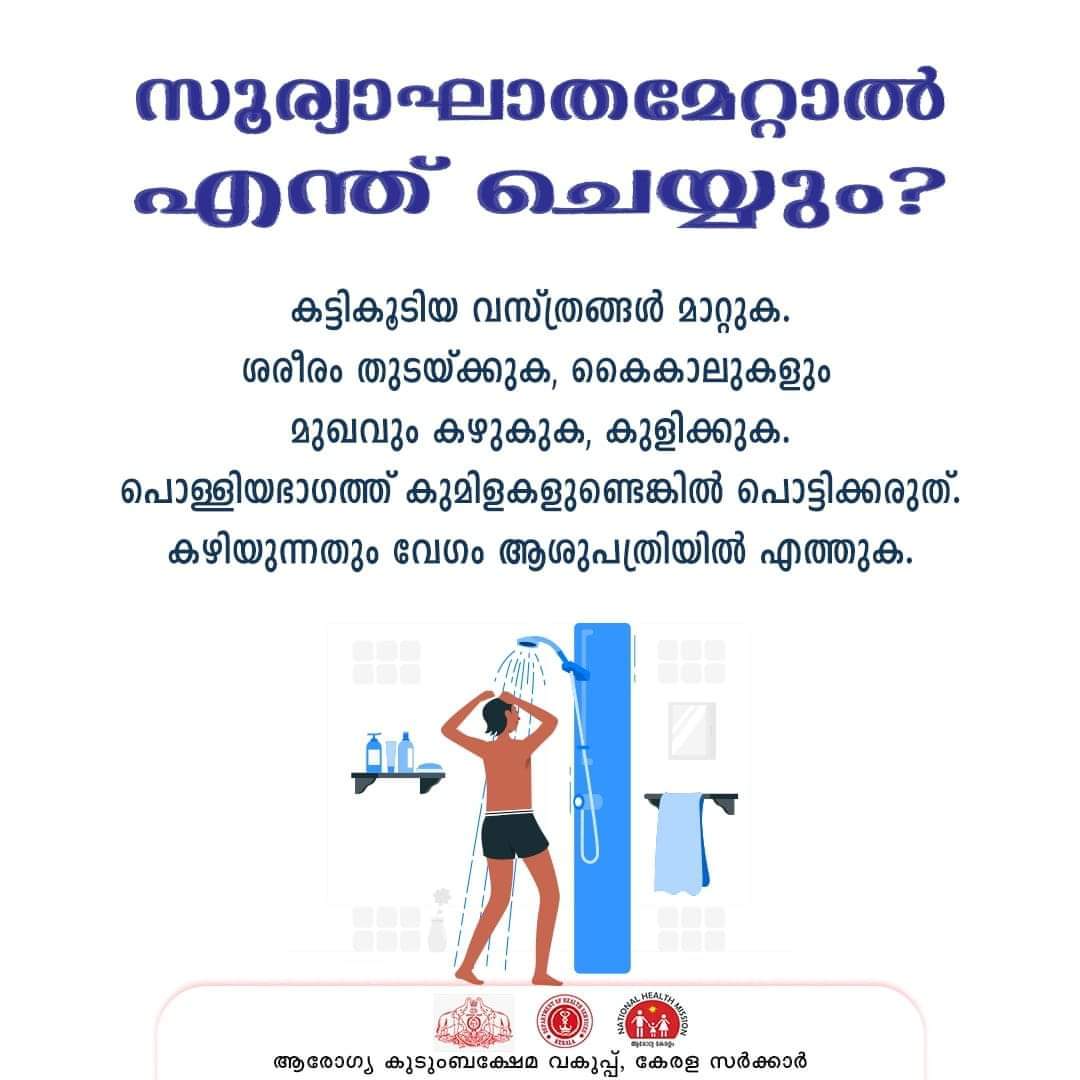 സൂര്യാഘാതമേറ്റാൽ
എന്ത് ചെയ്യും?
കട്ടികൂടിയ വസ്ത്രങ്ങൾ മാറ്റുക.
ശരീരം തുടയ്ക്കുക, കൈകാലുകളും
മുഖവും കഴുകുക, കുളിക്കുക.
പൊള്ളിയഭാഗത്ത് കുമിളകളുണ്ടെങ്കിൽ പൊട്ടിക്കരുത്.
കഴിയുന്നതും വേഗം ആശുപത്രിയിൽ എത്തുക.
DEPARTMENT OF HEALTH SERVICES
KERALA
NATIONAL HEALTH MISSION
ആരോഗ്യ കേരളം
ആരോഗ്യ കുടുംബക്ഷേമ വകുപ്പ്, കേരള സർക്കാർ